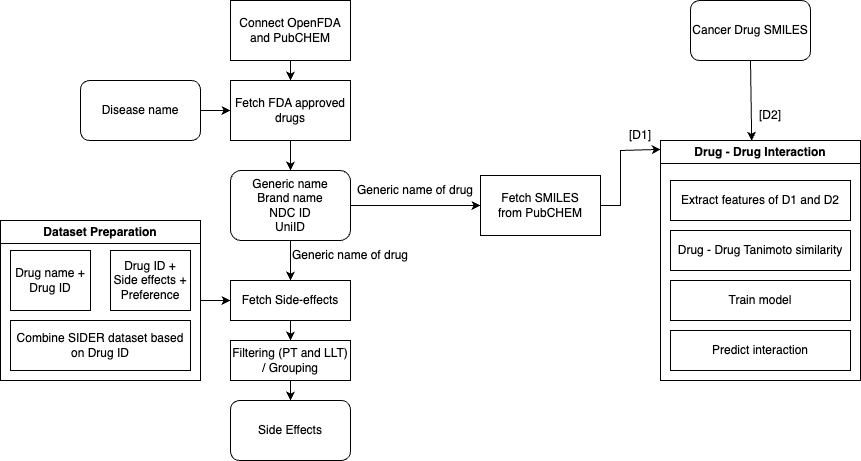 Connect OpenFDA
and PubCHEM
Cancer Drug SMILES
Disease name
Fetch FDA approved
drugs
[D2]
[D1]
Drug - Drug Interaction
Generic name
Brand name
NDC ID
UniID
Generic name of drug
Fetch SMILES
from PubCHEM
Extract features of D1 and D2
Dataset Preparation
Generic name of drug
Drug - Drug Tanimoto similarity
Drug name +
Drug ID
Drug ID +
Side effects +
Preference
Fetch Side-effects
Train model
Combine SIDER dataset based
on Drug ID
Filtering (PT and LLT)
/ Grouping
Predict interaction
Side Effects